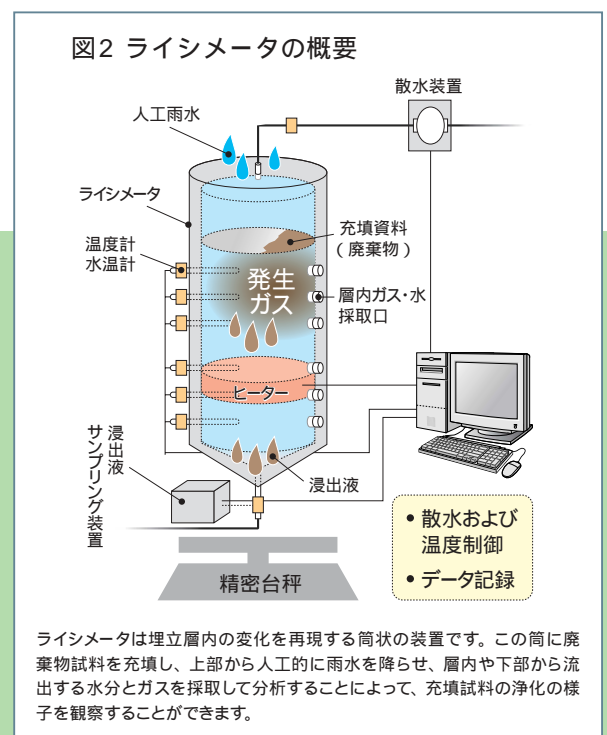 図2 ライシメータの概要
散水装置
人工雨水
ライシメータ
充填資料
(廃棄物)
温度計
水温計
発生
ガス
層内ガス・水
採取口
ヒーター
浸出液
サンプリング装置
浸出液
• 散水および
温度制御
• データ記録
精密台秤
ライシメータは埋立層内の変化を再現する筒状の装置です。この筒に廃
棄物試料を充填し、上部から人工的に雨水を降らせ、層内や下部から流
出する水分とガスを採取して分析することによって、充填試料の浄化の様
子を観察することができます。